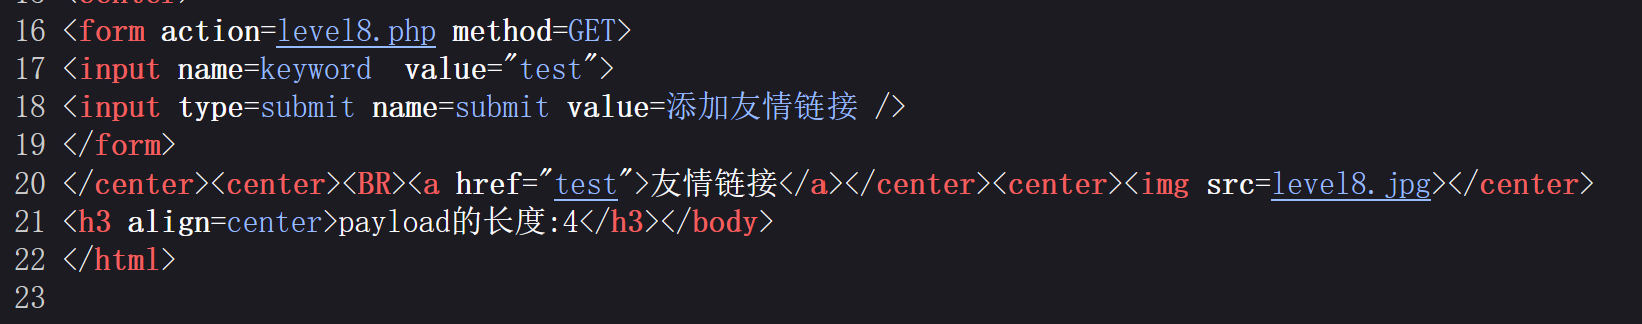 16 <form action=level8.php method=GET>
17 <input name=keyword  value="test">
18 <input type=submit name=submit value=添加友情链接 />
19 </form>
20 </center><center><BR><a href="test">友情链接</a></center><center><img src=level8.jpg></center>
21 <h3 align=center>payload的长度:4</h3></body>
22 </html>
23